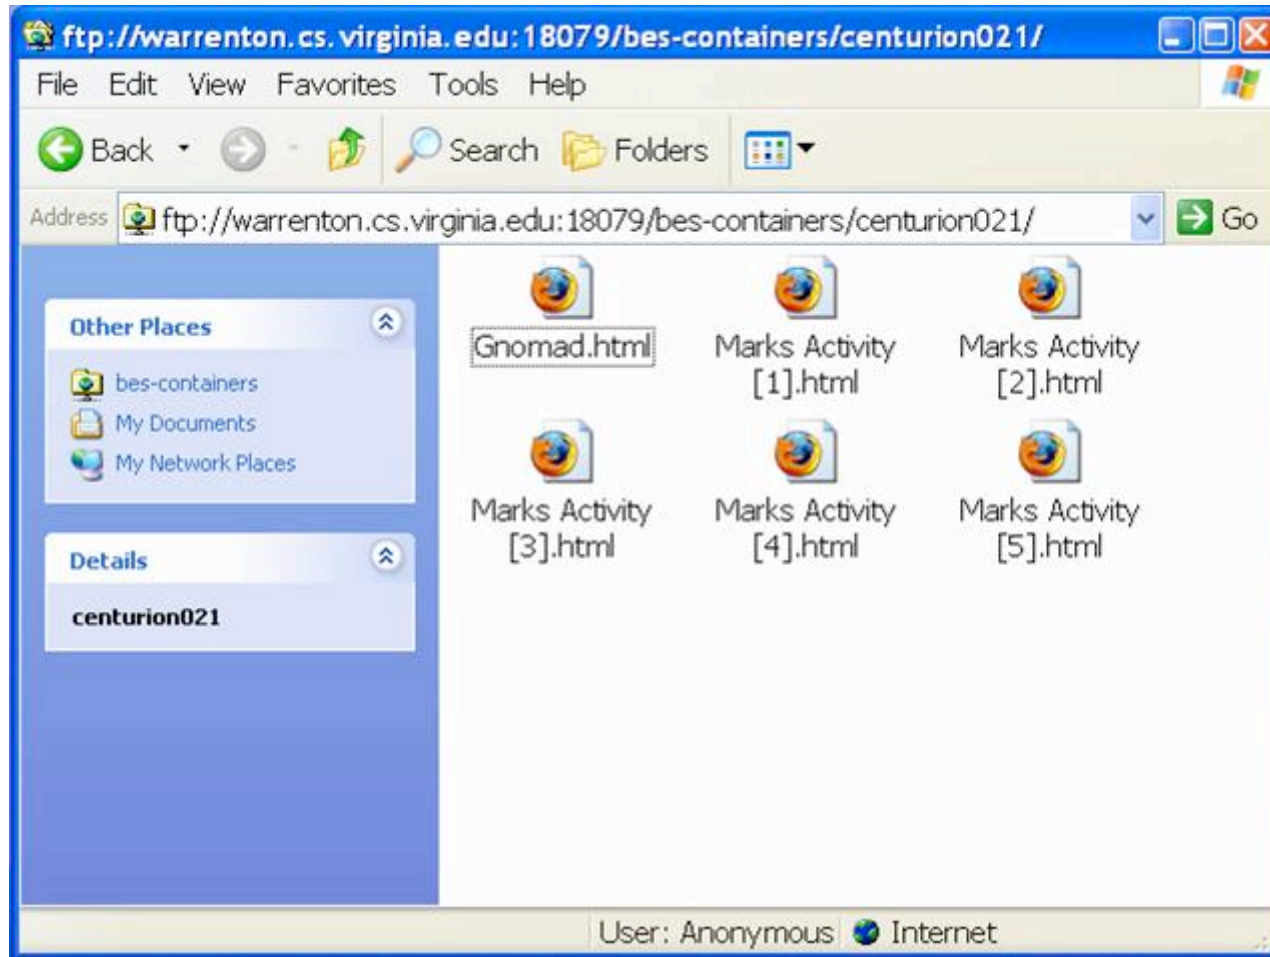 ftp://warrenton.cs.virginia.edu:18079/bes-containers/centurion021/
File Edit View Favorites Tools Help
Back Search Folders
Address ftp://warrenton.cs.virginia.edu:18079/bes-containers/centurion021/ Go
Other Places
bes-containers
My Documents
My Network Places
Details
centurion021
Gnomad.html
Marks Activity
[1].html
Marks Activity
[2].html
Marks Activity
[3].html
Marks Activity
[4].html
Marks Activity
[5].html
User: Anonymous Internet